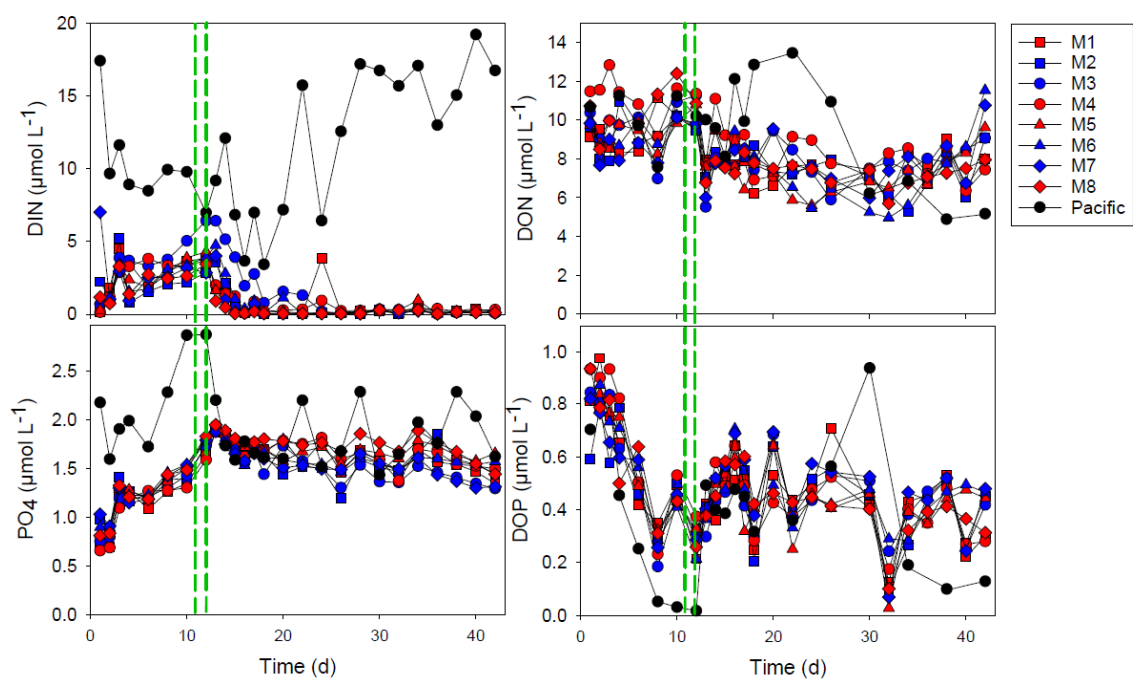 20
15
10
5
0
DIN (µmol L⁻¹)
14
12
10
8
6
4
2
0
DON (µmol L⁻¹)
M1
M2
M3
M4
M5
M6
M7
M8
Pacific
2.5
2.0
1.5
1.0
0.5
0.0
PO4 (µmol L⁻¹)
0 10 20 30 40
Time (d)
1.0
0.8
0.6
0.4
0.2
0.0
DOP (µmol L⁻¹)
0 10 20 30 40
Time (d)